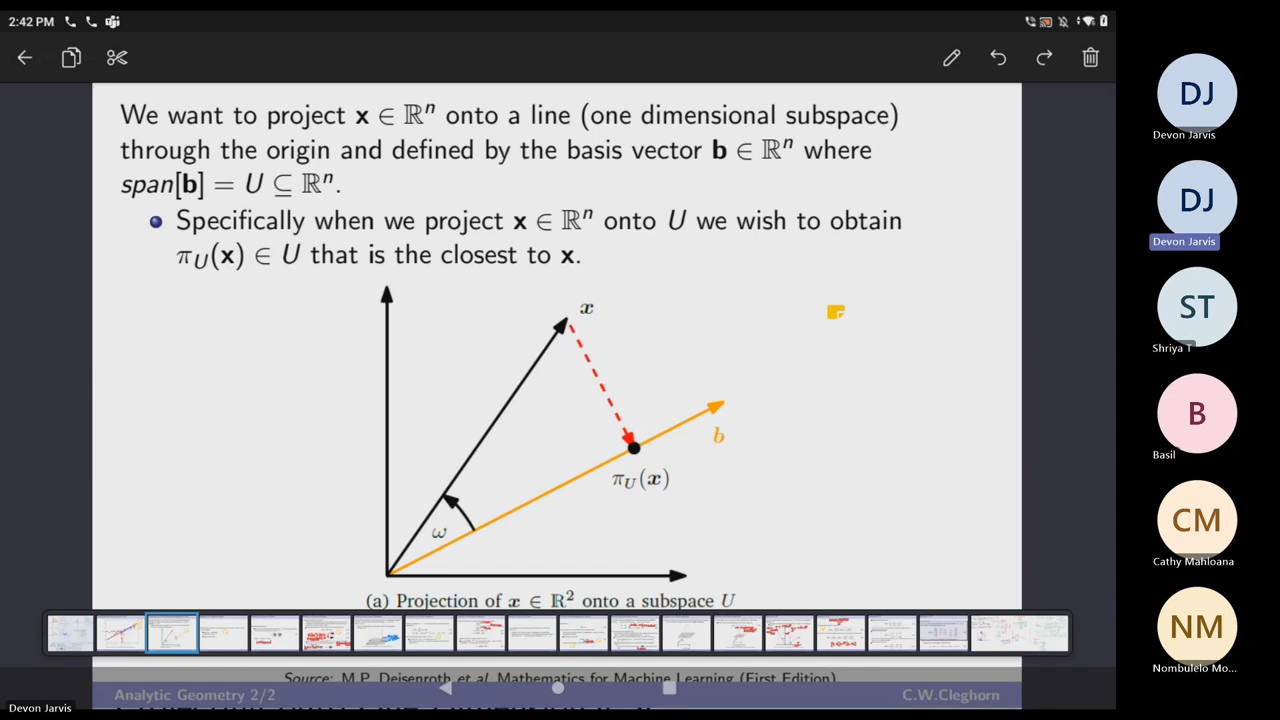 2:42 PM
We want to project x ∈ ℝⁿ onto a line (one dimensional subspace)
through the origin and defined by the basis vector b ∈ ℝⁿ where
span[b] = U ⊆ ℝⁿ.
Specifically when we project x ∈ ℝⁿ onto U we wish to obtain
π_U(x) ∈ U that is the closest to x.
x
b
π_U(x)
ω
(a) Projection of x ∈ ℝ² onto a subspace U
Source: M.P. Deisenroth et al. Mathematics for Machine Learning (First Edition)
Analytic Geometry 2/2
C.W.Cleghorn
Devon Jarvis
DJ
Devon Jarvis
DJ
Devon Jarvis
ST
Shriya T
B
Basil
CM
Cathy Mahloana
NM
Nombulelo Mo...